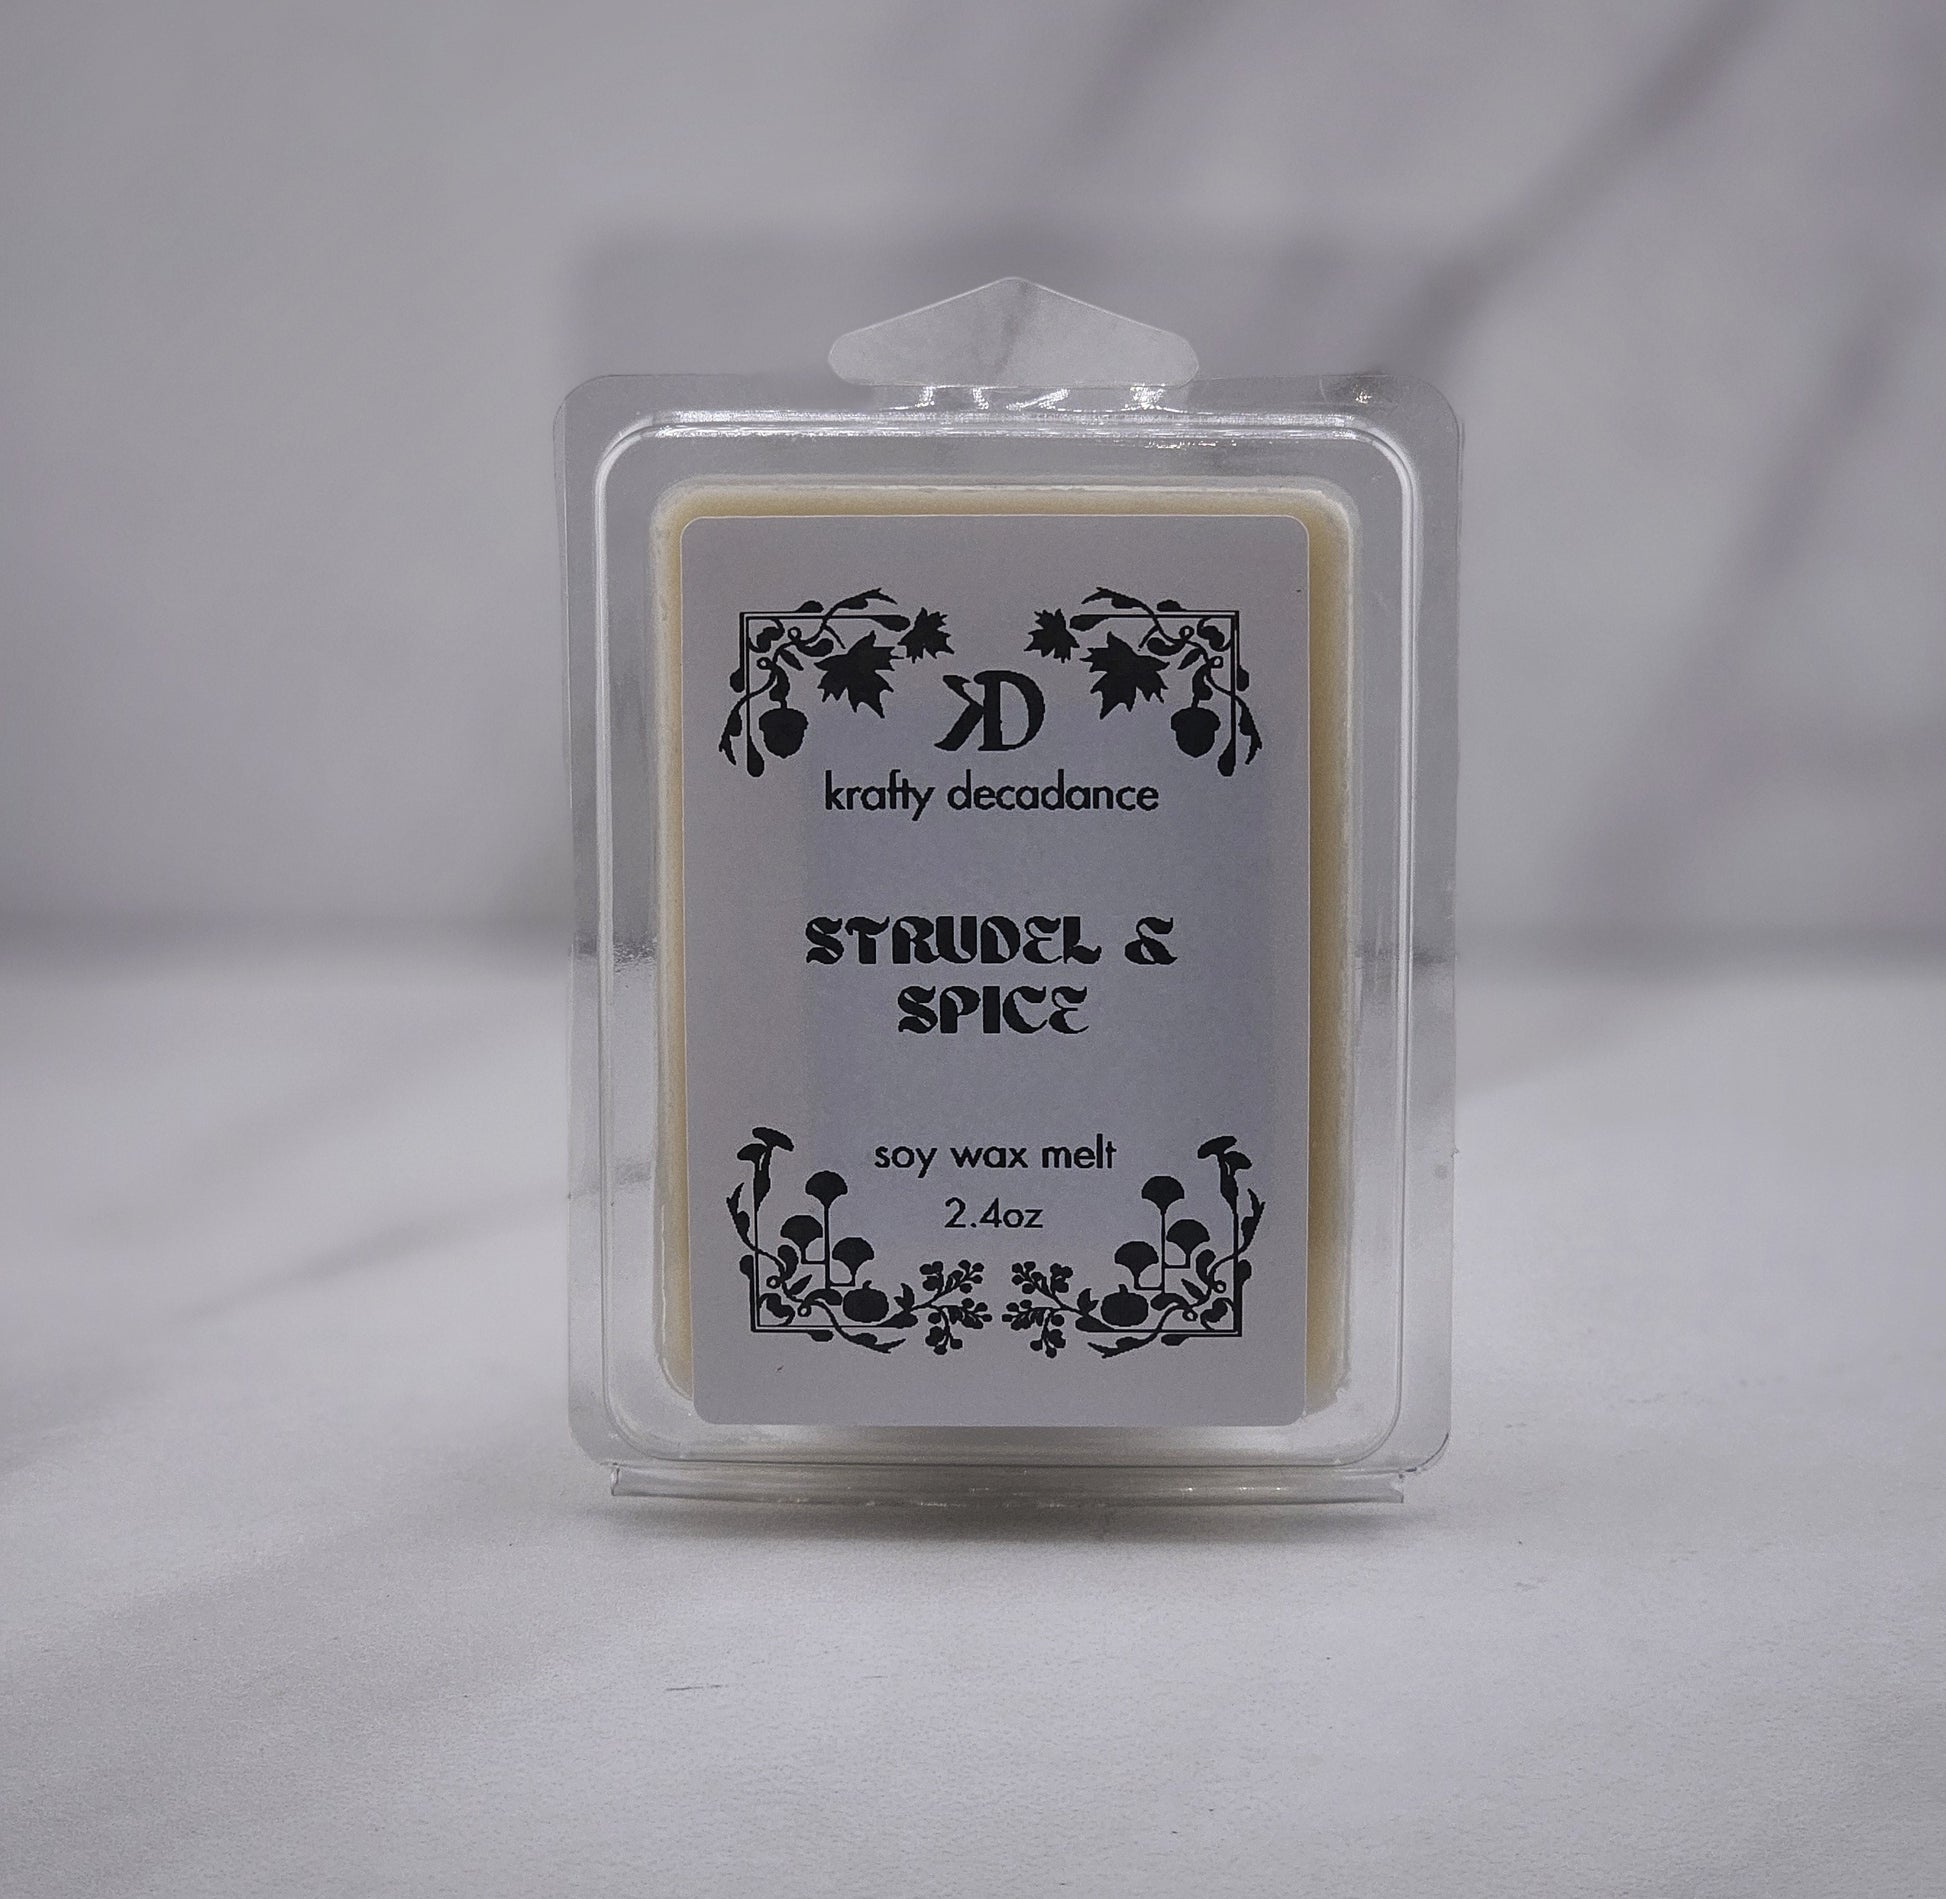 KD
krafty decadance
STRUDEL &
SPICE
soy wax melt
2.4oz